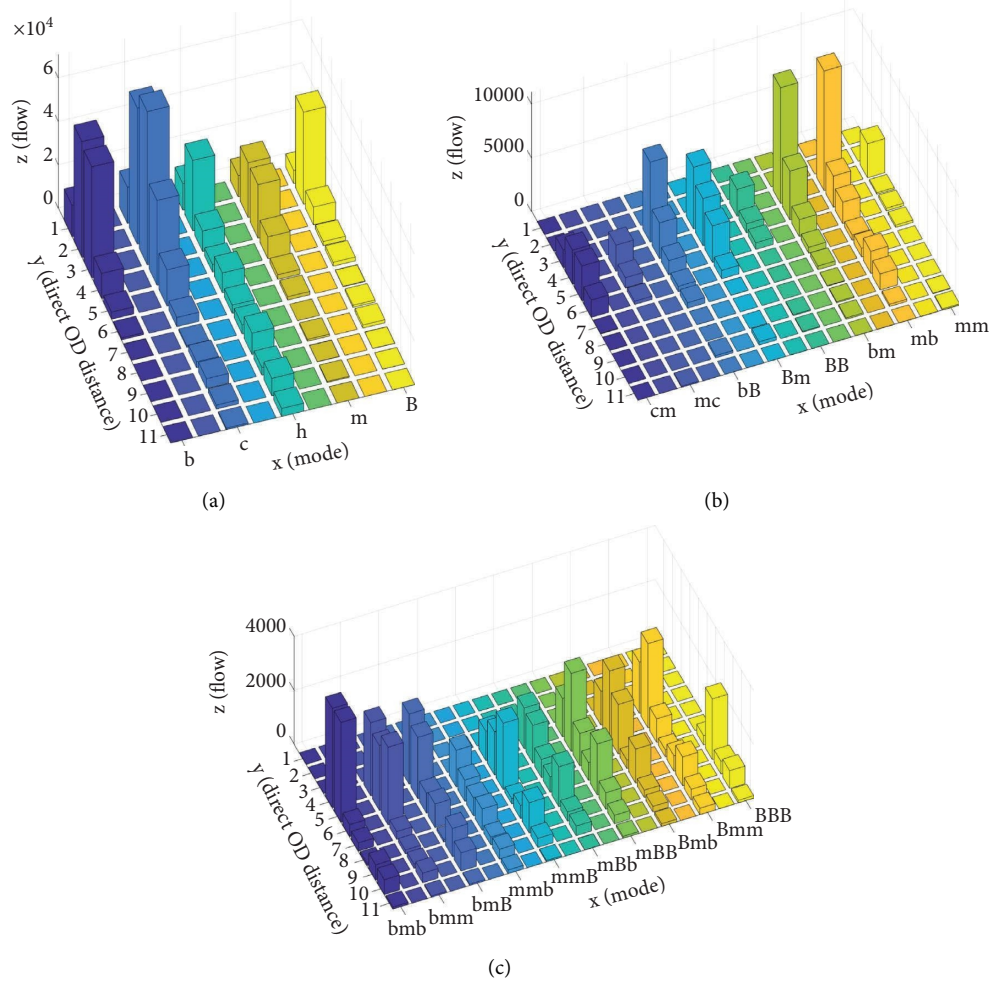 ×10⁴
6
4
2
0
z (flow)
1
2
3
4
5
6
7
8
9
10
11
y (direct OD distance)
b
c
h
m
B
x (mode)
(a)
10000
5000
0
z (flow)
1
2
3
4
5
6
7
8
9
10
11
y (direct OD distance)
cm
mc
bB
Bm
BB
bm
mb
mm
x (mode)
(b)
4000
2000
0
z (flow)
1
2
3
4
5
6
7
8
9
10
11
y (direct OD distance)
bmb
bmm
bmB
mmb
mmB
mBb
mBB
Bmb
Bmm
BBB
x (mode)
(c)